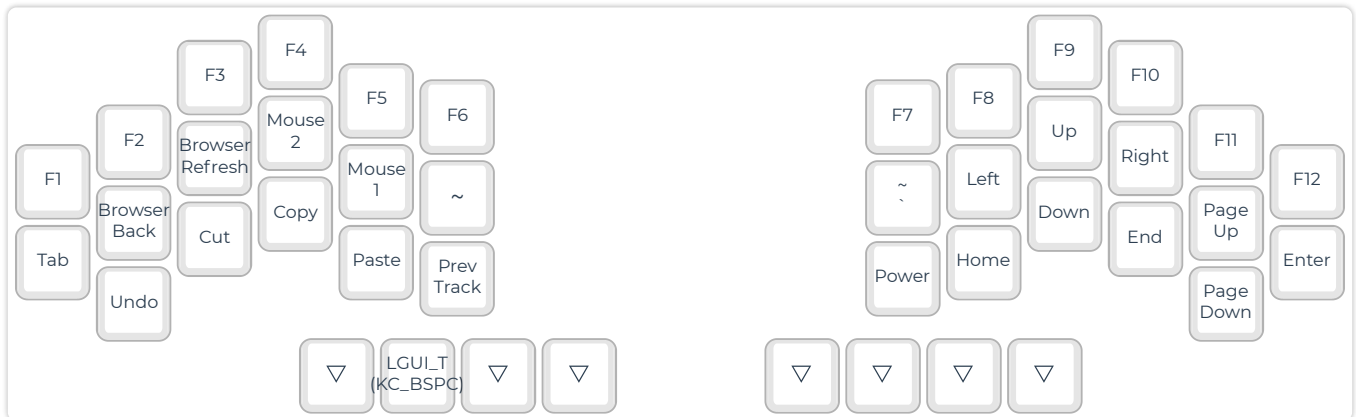 F1
Tab
F2
Browser
Back
Undo
F3
Browser
Refresh
Cut
F4
Mouse
2
Copy
F5
Mouse
1
Paste
F6
~
Prev
Track
F7
~
`
Power
F8
Left
Home
F9
Up
Down
F10
Right
End
F11
Page
Up
Page
Down
F12
Enter
▽
LGUI_T
(KC_BSPC)
▽
▽
▽
▽
▽
▽